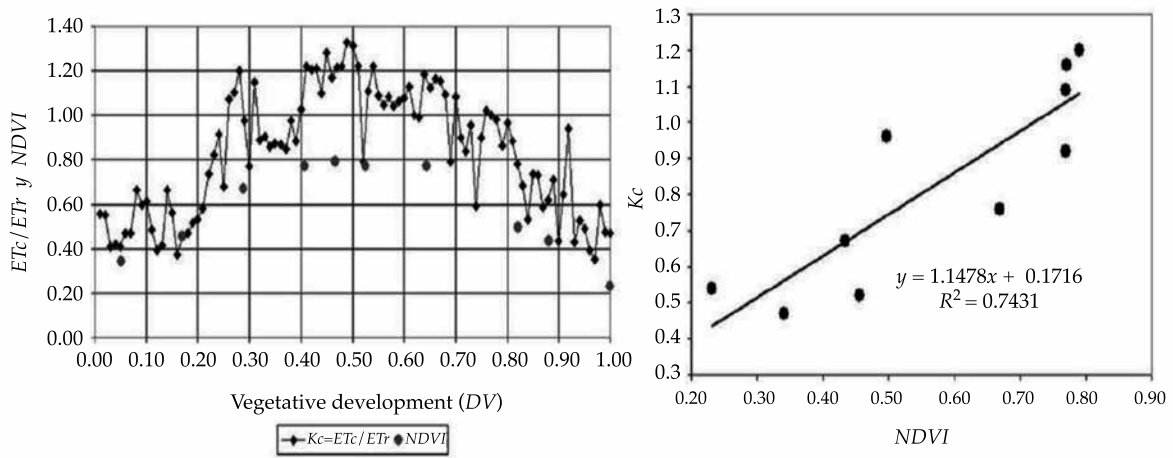 ETc/ETr y NDVI
1.40
1.20
1.00
0.80
0.60
0.40
0.20
0.00
0.00 0.10 0.20 0.30 0.40 0.50 0.60 0.70 0.80 0.90 1.00
Vegetative development (DV)
Kc=ETc/ETr NDVI
Kc
1.3
1.2
1.1
1.0
0.9
0.8
0.7
0.6
0.5
0.4
0.3
y = 1.1478x + 0.1716
R² = 0.7431
0.20 0.30 0.40 0.50 0.60 0.70 0.80 0.90
NDVI